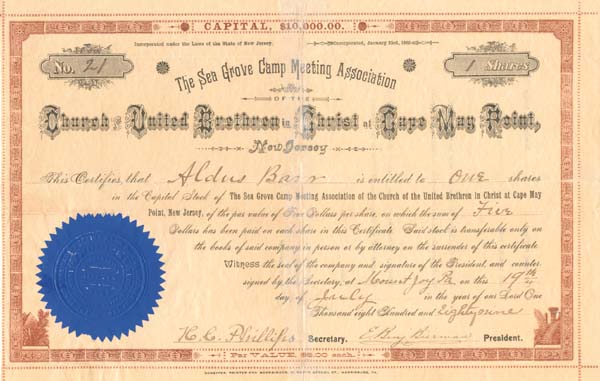 CAPITAL, $10,000.00.
Incorporated under the Laws of the State of New Jersey.
Incorporated, January 23rd,
No. 21
1 Shares
The Sea Grove Camp Meeting Association
OF THE
Church of the United Brethren in Christ at Cape May Point,
New Jersey
This Certifies, that Aldus Barr is entitled to one shares
in the Capital Stock of The Sea Grove Camp Meeting Association of the Church of the United Brethren in Christ at Cape May
Point, New Jersey, of the par value of Five Dollars per share, on which the sum of Five
Dollars has been paid on each share in this Certificate. Said stock is transferable only on
the books of said company in person or by attorney on the surrender of this certificate.
Witness the seal of the company and signature of the President, and counter-
signed by the Secretary, at Mount Joy Pa on this 19th
day of July in the year of our Lord One
Thousand eight Hundred and Eighty nine
H. C. Phillips Secretary. President.
Par Value $5.00 each.